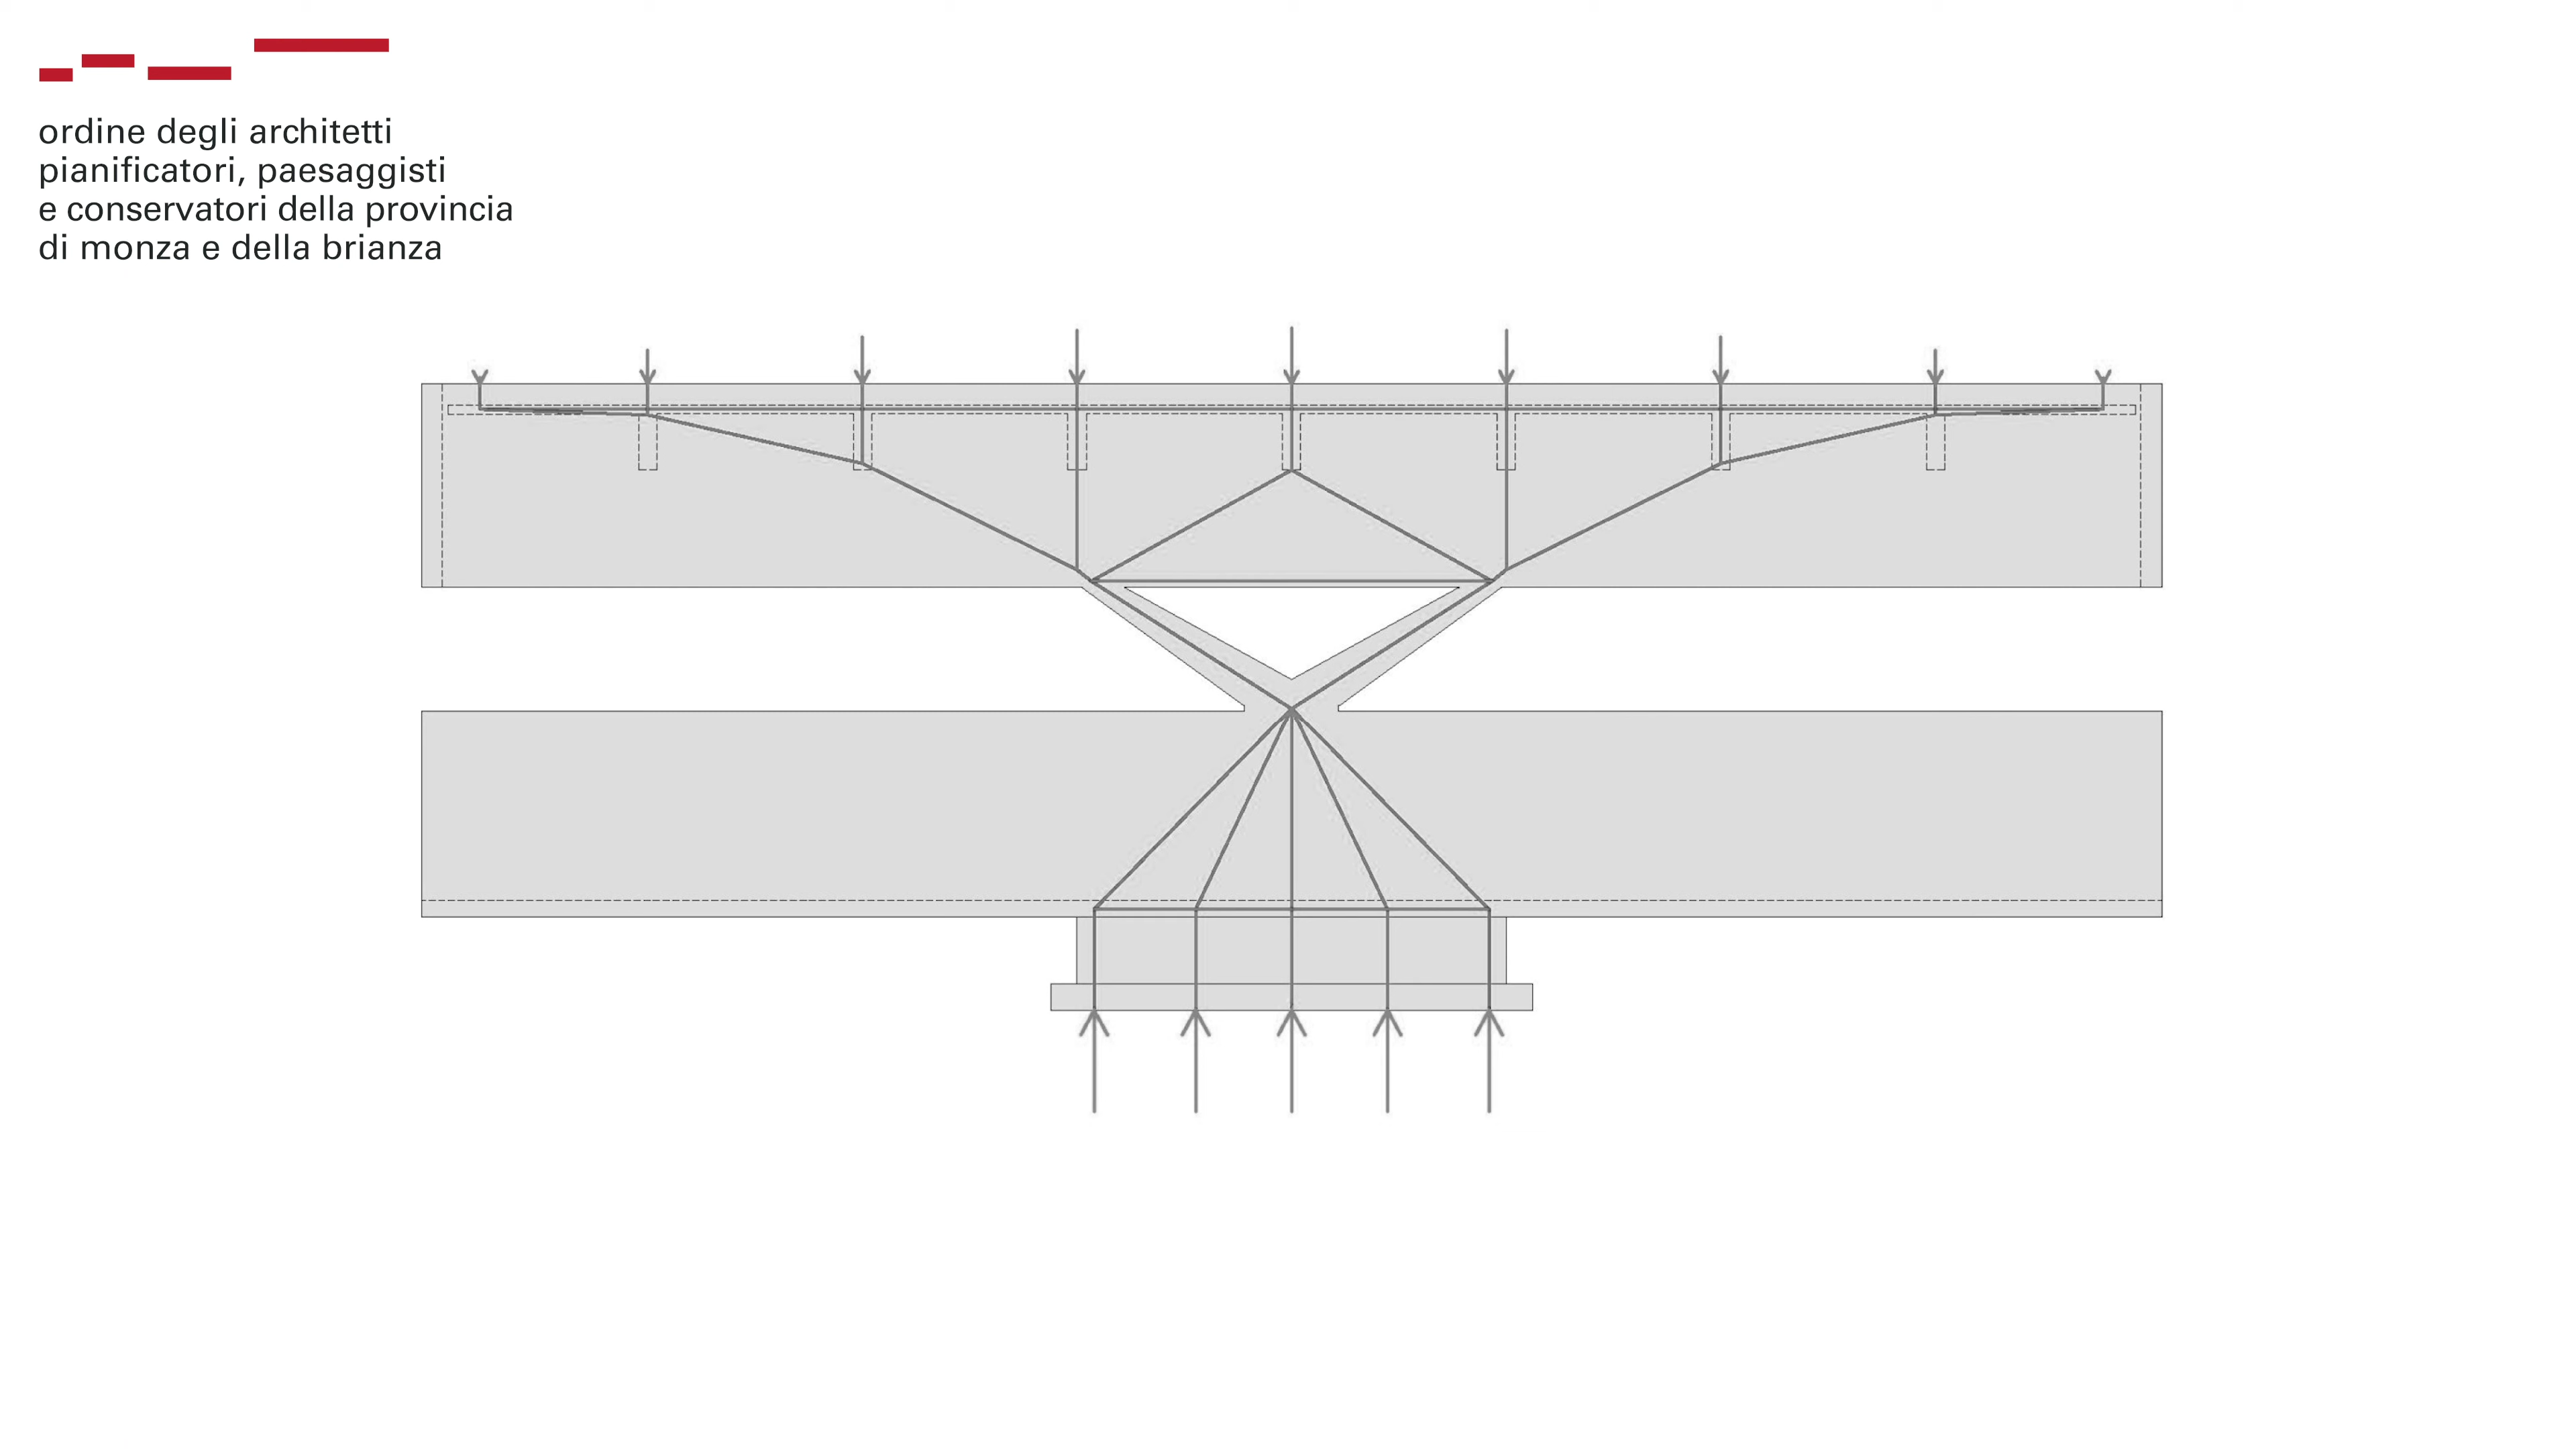 ordine degli architetti
pianificatori, paesaggisti
e conservatori della provincia
di monza e della brianza